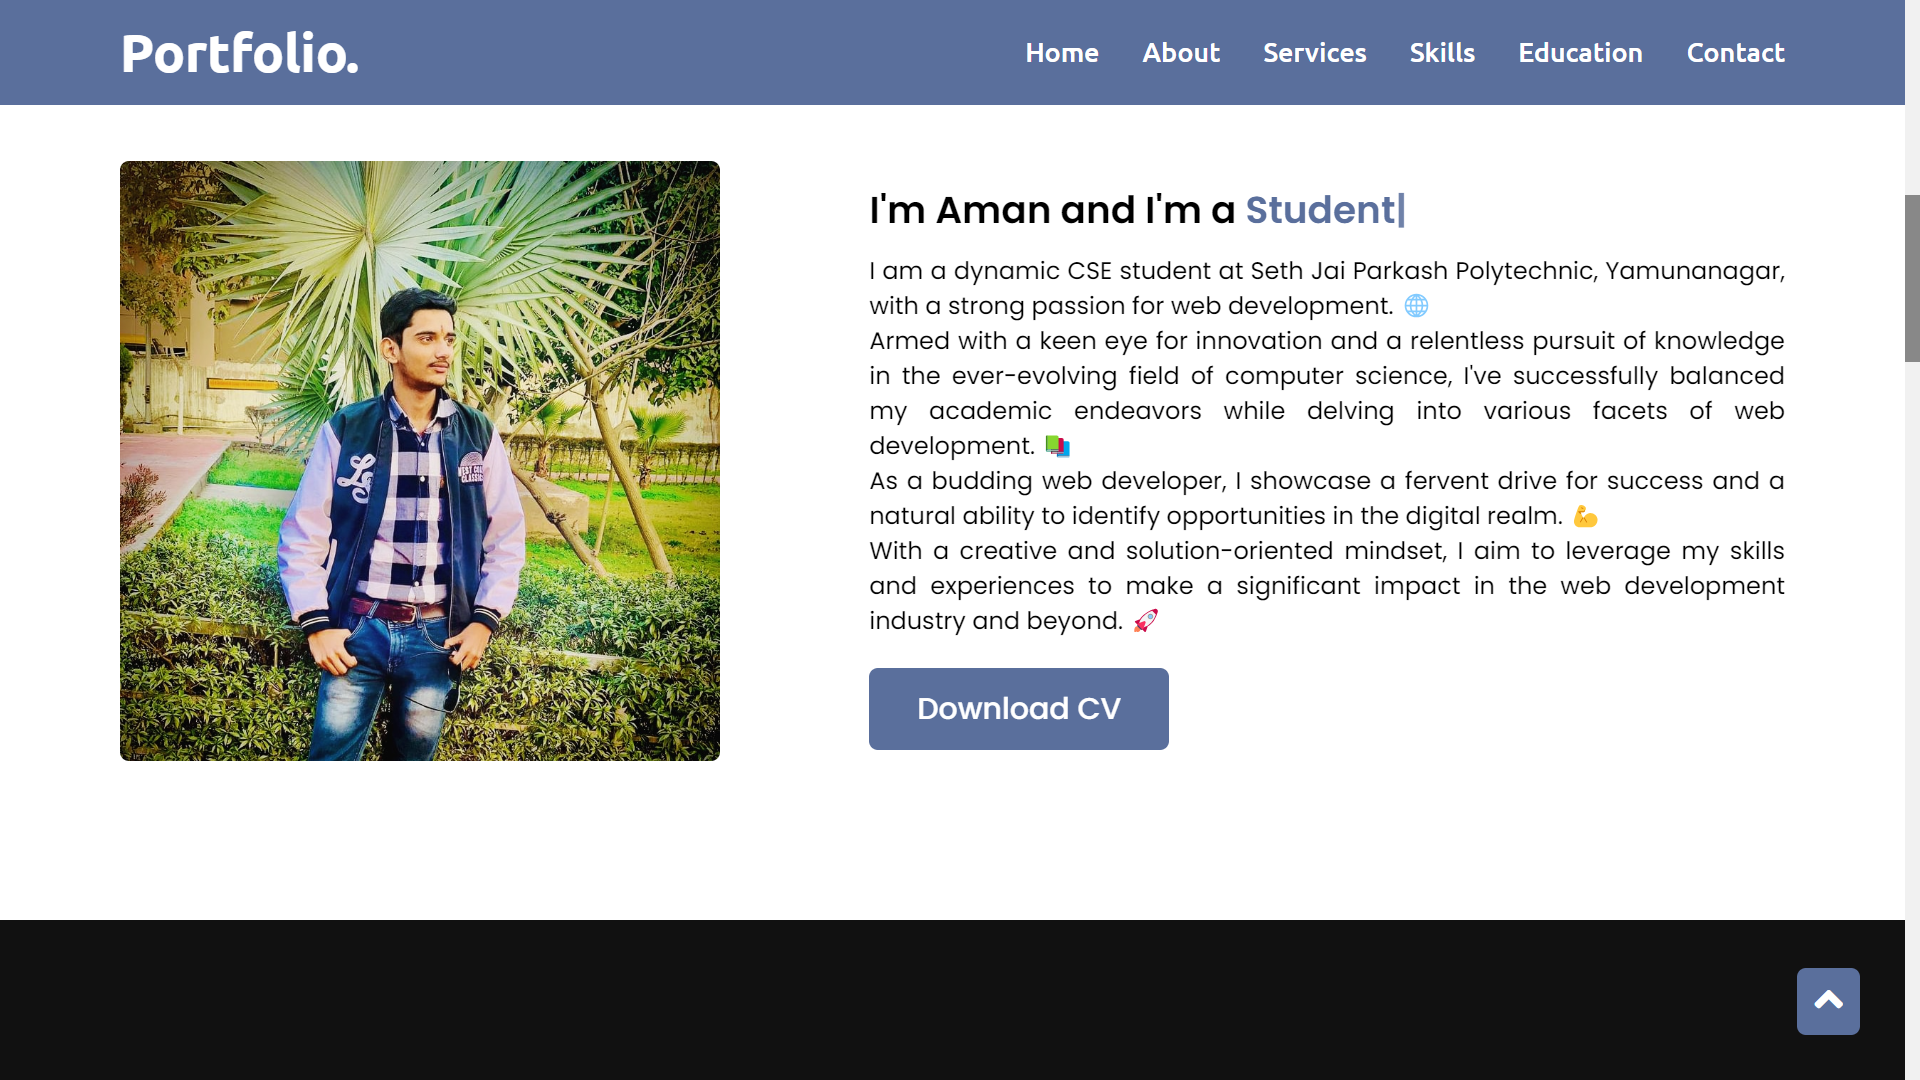 Portfolio.
Home About Services Skills Education Contact
I'm Aman and I'm a Student|
I am a dynamic CSE student at Seth Jai Parkash Polytechnic, Yamunanagar,
with a strong passion for web development. 🌐
Armed with a keen eye for innovation and a relentless pursuit of knowledge
in the ever-evolving field of computer science, I've successfully balanced
my academic endeavors while delving into various facets of web
development. 📚
As a budding web developer, I showcase a fervent drive for success and a
natural ability to identify opportunities in the digital realm. 💪
With a creative and solution-oriented mindset, I aim to leverage my skills
and experiences to make a significant impact in the web development
industry and beyond. 🚀
Download CV